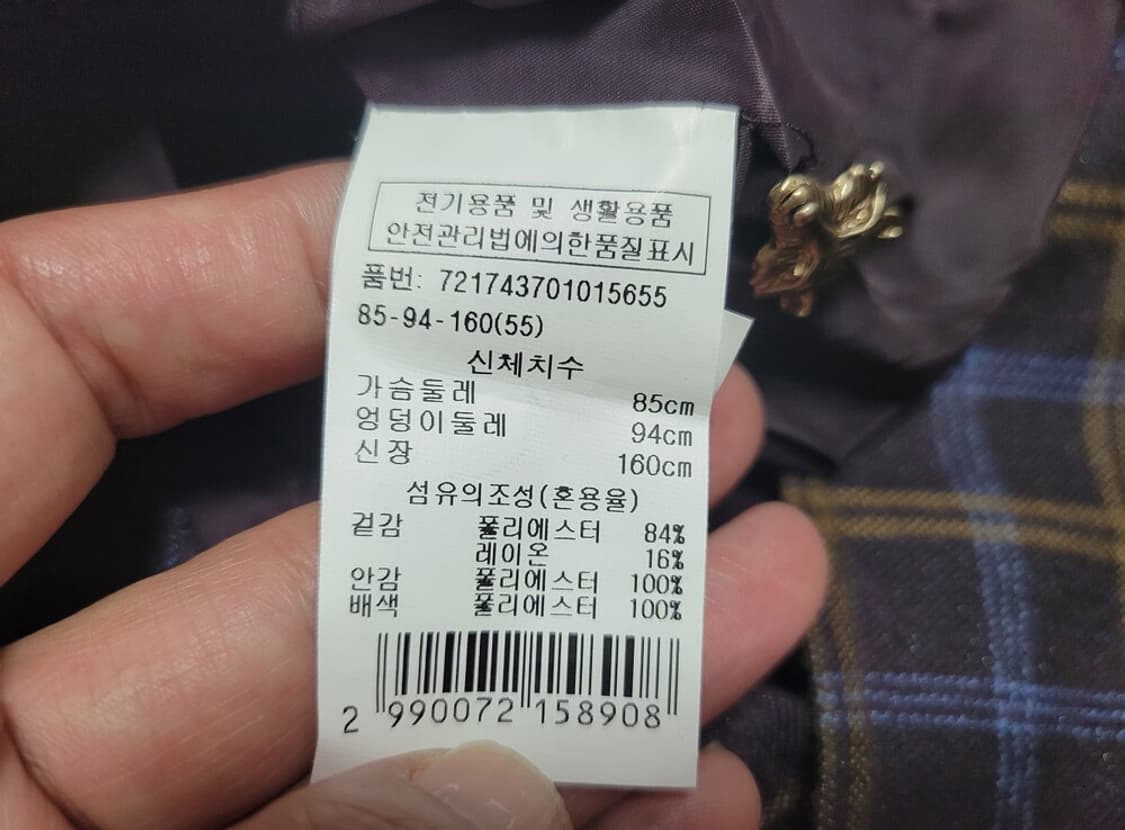 전기용품 및 생활용품
안전관리법에의한품질표시
품번: 721743701015655
85-94-160(55)
신체치수
가슴둘레 85cm
엉덩이둘레 94cm
신장 160cm
섬유의조성(혼용율)
겉감 폴리에스터 84%
레이온 16%
안감 폴리에스터 100%
배색 폴리에스터 100%
2 990072 158908